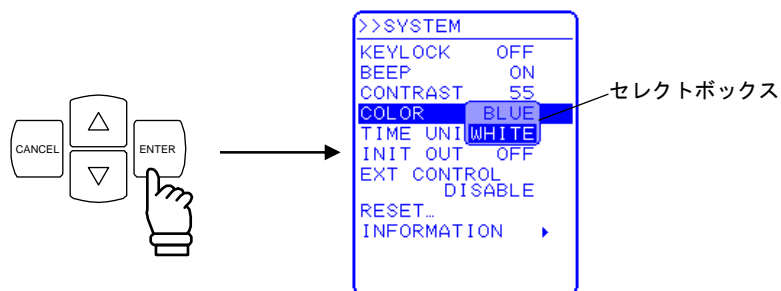 CANCEL
△
▽
ENTER
>>SYSTEM
KEYLOCK OFF
BEEP ON
CONTRAST 55
COLOR BLUE
TIME UNI WHITE
INIT OUT OFF
EXT CONTROL
DISABLE
RESET…
INFORMATION ▸
セレクトボックス